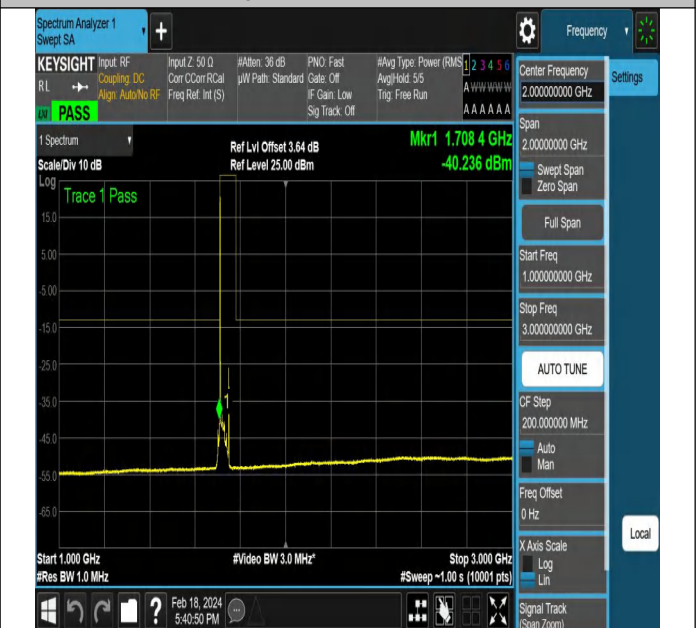 Spectrum Analyzer 1
Swept SA
Frequency
KEYSIGHT
RL
PASS
Input: RF
Coupling: DC
Align: Auto/No RF
Input Z: 50 Ω
Corr CCorr RCal
Freq Ref: Int (S)
#Atten: 36 dB
µW Path: Standard
PNO: Fast
Gate: Off
IF Gain: Low
Sig Track: Off
#Avg Type: Power (RMS
Avg|Hold: 5/5
Trig: Free Run
1 2 3 4 5 6
A W W W W W
A A A A A A
1 Spectrum
Scale/Div 10 dB
Ref Lvl Offset 3.64 dB
Ref Level 25.00 dBm
Mkr1 1.708 4 GHz
-40.236 dBm
Log
Trace 1 Pass
15.0
5.00
-5.00
-15.0
-25.0
-35.0
-45.0
-55.0
-65.0
1
Start 1.000 GHz
#Res BW 1.0 MHz
#Video BW 3.0 MHz*
Stop 3.000 GHz
#Sweep ~1.00 s (10001 pts)
Feb 18, 2024
5:40:50 PM
Center Frequency
2.000000000 GHz
Span
2.00000000 GHz
Swept Span
Zero Span
Full Span
Start Freq
1.000000000 GHz
Stop Freq
3.000000000 GHz
AUTO TUNE
CF Step
200.000000 MHz
Auto
Man
Freq Offset
0 Hz
X Axis Scale
Log
Lin
Signal Track
(Span Zoom)
Settings
Local